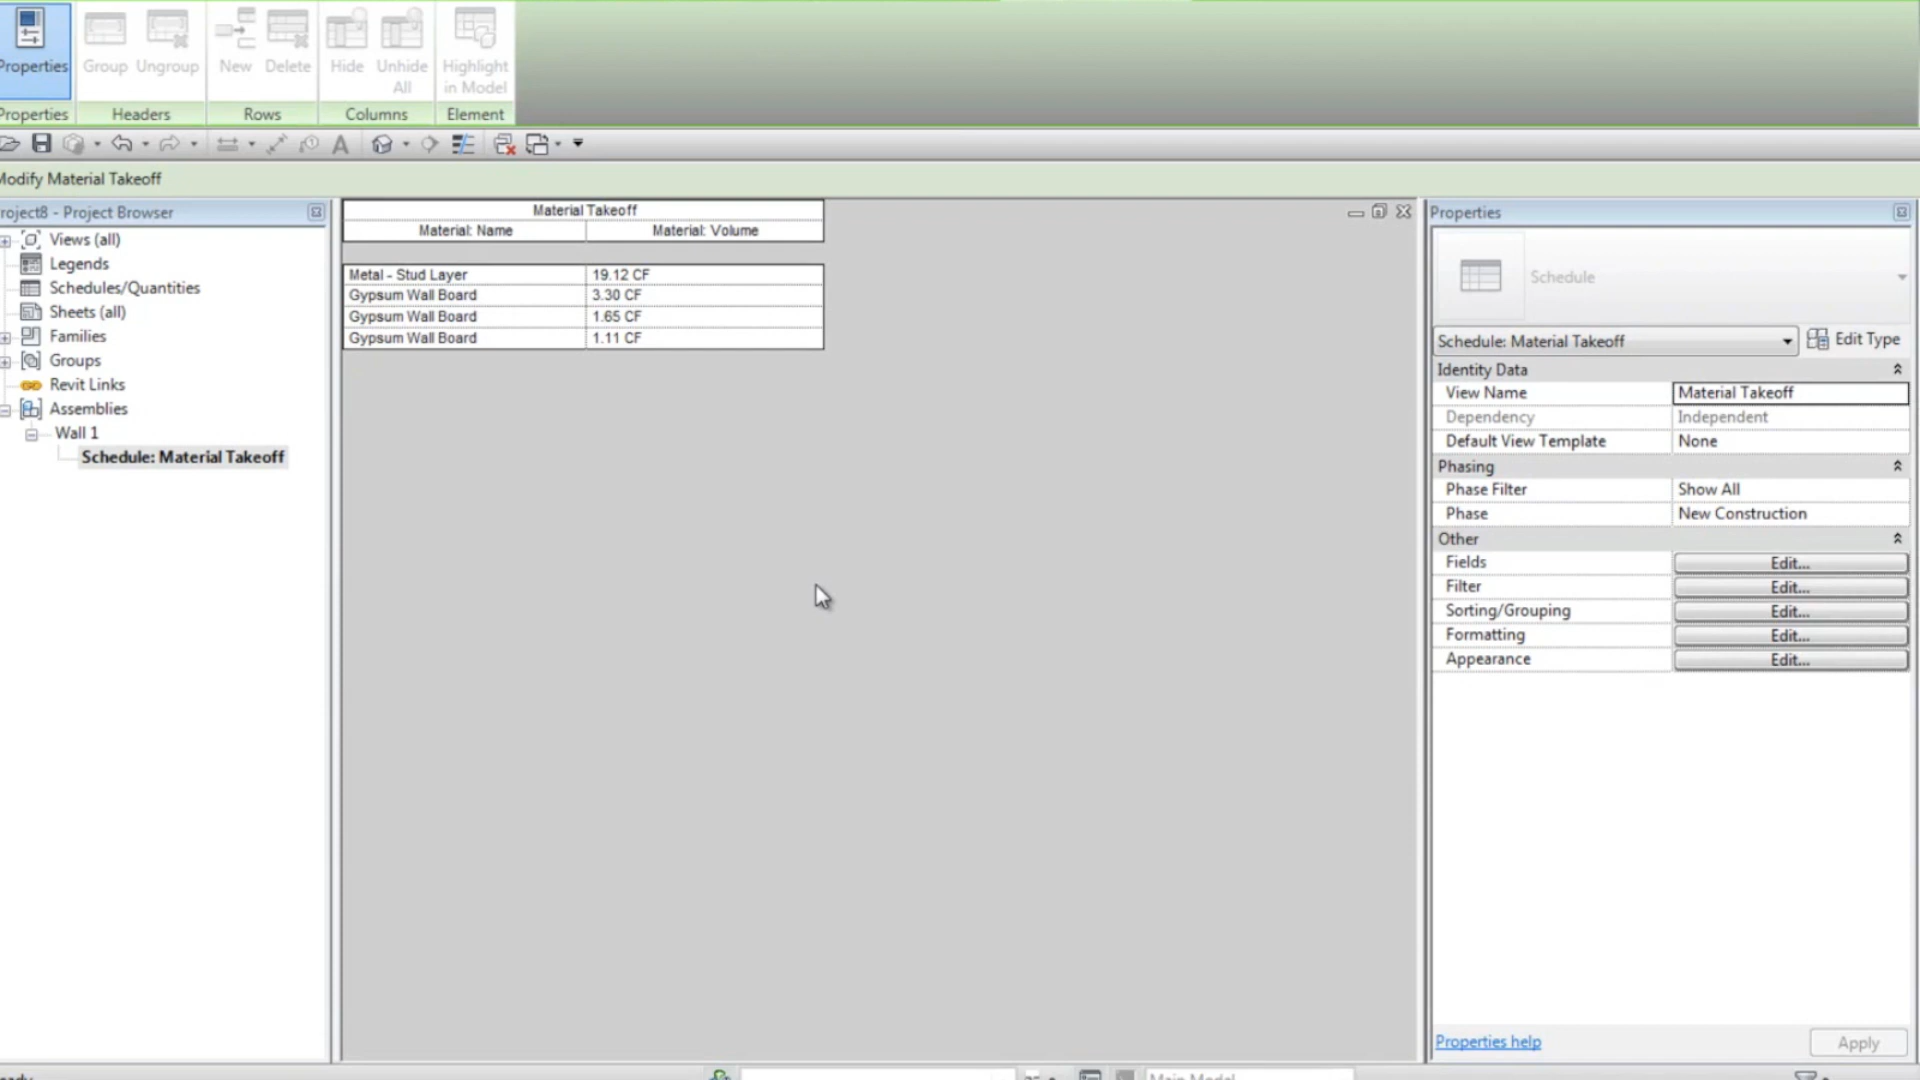 Properties
Group Ungroup
New Delete
Hide Unhide All
Highlight in Model
Properties Headers Rows Columns Element
Modify Material Takeoff
roject8 - Project Browser
Views (all)
Legends
Schedules/Quantities
Sheets (all)
Families
Groups
Revit Links
Assemblies
Wall 1
Schedule: Material Takeoff
Material Takeoff
Material: Name Material: Volume
Metal - Stud Layer 19.12 CF
Gypsum Wall Board 3.30 CF
Gypsum Wall Board 1.65 CF
Gypsum Wall Board 1.11 CF
Properties
Schedule
Schedule: Material Takeoff Edit Type
Identity Data
View Name Material Takeoff
Dependency Independent
Default View Template None
Phasing
Phase Filter Show All
Phase New Construction
Other
Fields Edit...
Filter Edit...
Sorting/Grouping Edit...
Formatting Edit...
Appearance Edit...
Properties help Apply
Main Model